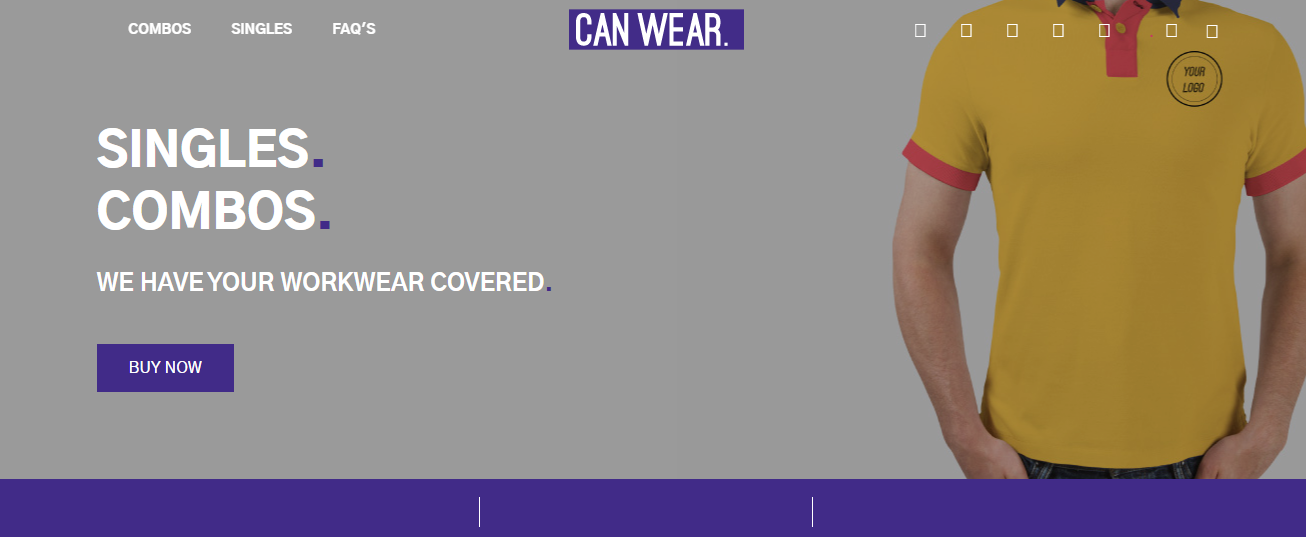 COMBOS SINGLES FAQ'S CAN WEAR.
YOUR
LOGO
SINGLES.
COMBOS.
WE HAVE YOUR WORKWEAR COVERED.
BUY NOW